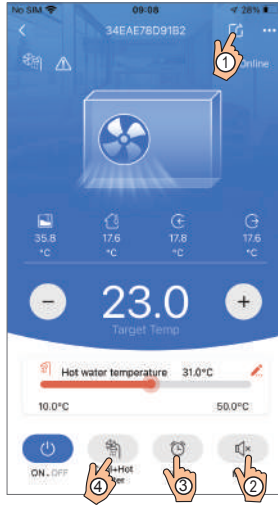 No SIM 09:08 28%
34EAE78D91B2
Online
1
35.8 17.6 17.8 17.6
°C °C °C °C
− 23.0 +
Target Temp
Hot water temperature 31.0°C
10.0°C 50.0°C
ON OFF +Hot
4 3 2